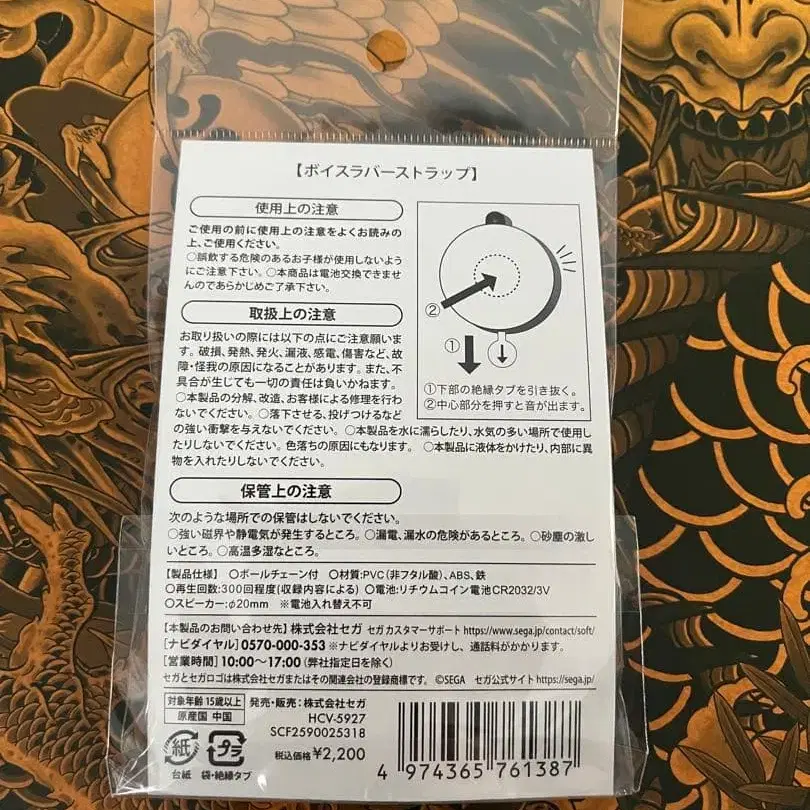 【ボイスラバーストラップ】
使用上の注意
ご使用の前に使用上の注意をよくお読みの
上、ご使用ください。
○誤飲する危険のあるお子様が使用しないよう
にご注意下さい。○本商品は電池交換できませ
んのであらかじめご了承下さい。
取扱上の注意
お取り扱いの際には以下の点にご注意願いま
す。破損、発熱、発火、漏液、感電、傷害など、故
障・怪我の原因になることがあります。また、不
具合が生じても一切の責任は負いかねます。
○本製品の分解、改造、お客様による修理を行わ
ないでください。○落下させる、投げつけるなど
の強い衝撃を与えないでください。○本製品を水に濡らしたり、水気の多い場所で使用し
たりしないでください。色落ちの原因にもなります。 ○本製品に液体をかけたり、内部に異
物を入れたりしないでください。
②
①
①下部の絶縁タブを引き抜く。
②中心部分を押すと音が出ます。
保管上の注意
次のような場所での保管はしないでください。
○強い磁界や静電気が発生するところ。○漏電、漏水の危険があるところ。○砂塵の激し
いところ。○高温多湿なところ。
【製品仕様】 ○ボールチェーン付 ○材質:PVC(非フタル酸)、ABS、鉄
○再生回数:300回程度(収録内容による) ○電池:リチウムコイン電池CR2032/3V
○スピーカー:φ20mm ※電池入れ替え不可
【本製品のお問い合わせ先】株式会社セガ セガカスタマーサポート https://www.sega.jp/contact/soft/
[ナビダイヤル] 0570-000-353 ※ナビダイヤルよりお受けし、通話料がかかります。
[営業時間] 10:00〜17:00(弊社指定日を除く)
セガとセガロゴは株式会社セガまたはその関連会社の登録商標です。 ©SEGA セガ公式サイト https://sega.jp/
対象年齢 15歳以上
原産国 中国
発売・販売:株式会社セガ
HCV-5927
SCF2590025318
税込価格 ¥2,200
紙
台紙
プラ
袋・絶縁タブ
4 974365 761387